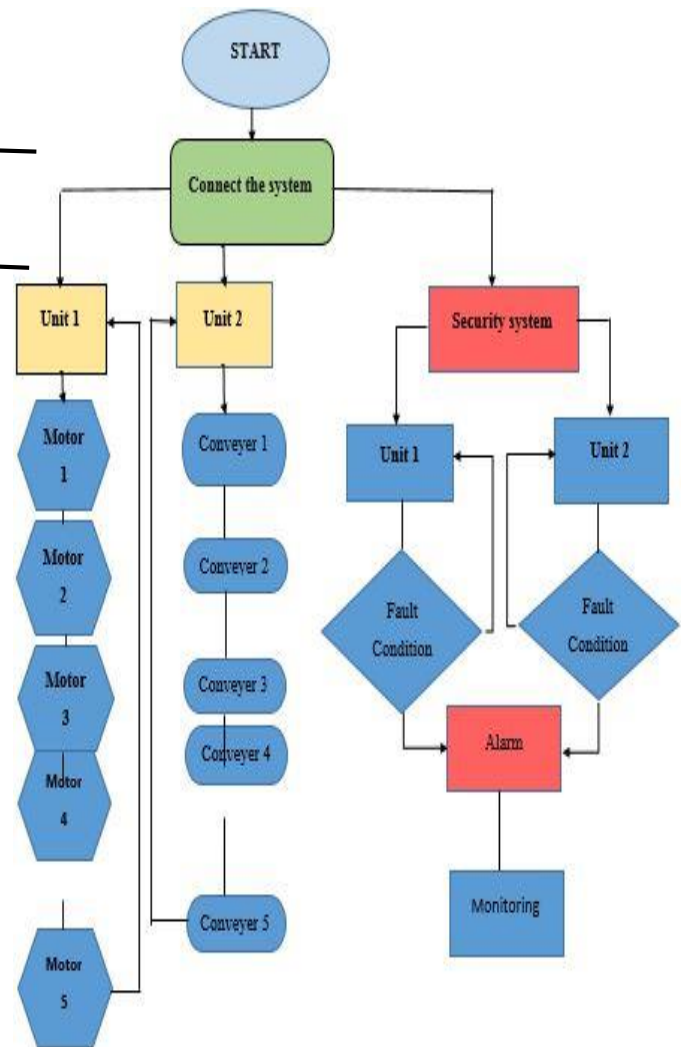 START
Connect the system
Unit 1
Unit 2
Security system
Motor
1
Motor
2
Motor
3
Motor
4
Motor
5
Conveyer 1
Conveyer 2
Conveyer 3
Conveyer 4
Conveyer 5
Unit 1
Unit 2
Fault
Condition
Fault
Condition
Alarm
Monitoring